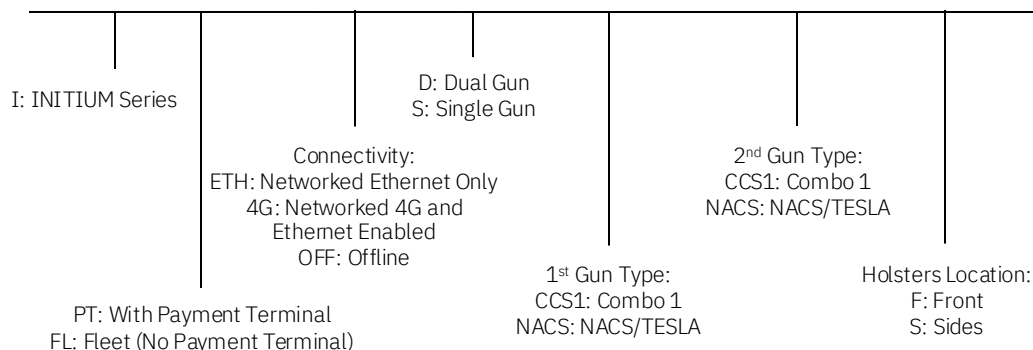 I: INITIUM Series
PT: With Payment Terminal
FL: Fleet (No Payment Terminal)
Connectivity:
ETH: Networked Ethernet Only
4G: Networked 4G and
Ethernet Enabled
OFF: Offline
D: Dual Gun
S: Single Gun
1st Gun Type:
CCS1: Combo 1
NACS: NACS/TESLA
2nd Gun Type:
CCS1: Combo 1
NACS: NACS/TESLA
Holsters Location:
F: Front
S: Sides